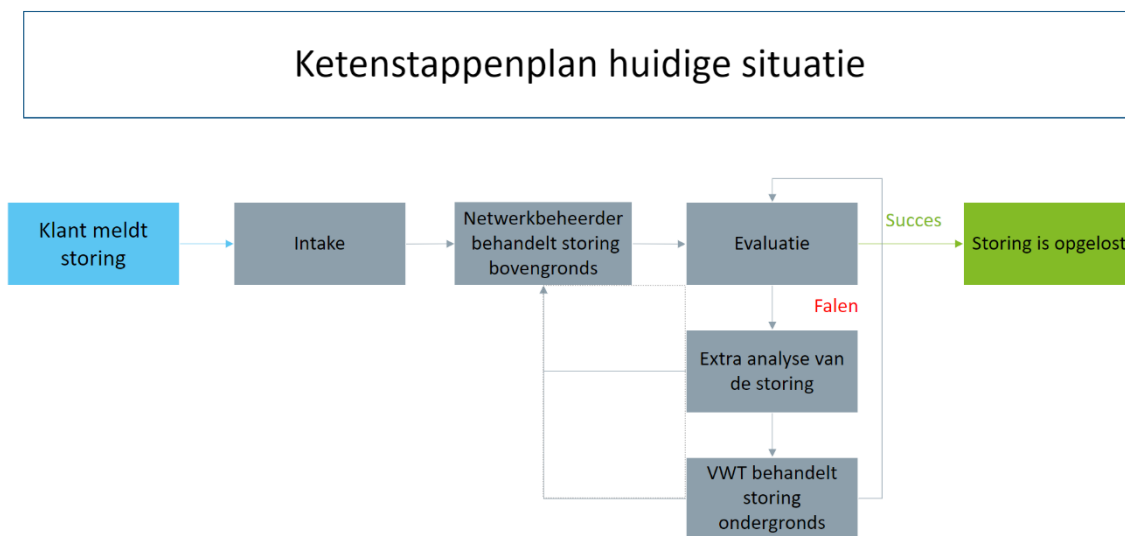 Ketenstappenplan huidige situatie
Klant meldt
storing
Intake
Netwerkbeheerder
behandelt storing
bovengronds
Evaluatie
Succes
Storing is opgelost
Falen
Extra analyse van
de storing
VWT behandelt
storing
ondergronds